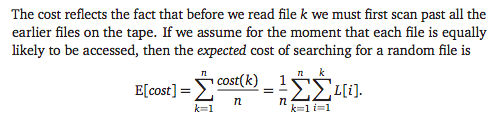 The cost reflects the fact that before we read file k we must first scan past all the
earlier files on the tape. If we assume for the moment that each file is equally
likely to be accessed, then the expected cost of searching for a random file is
E[cost] = \sum_{k=1}^{n} \frac{cost(k)}{n} = \frac{1}{n} \sum_{k=1}^{n} \sum_{i=1}^{k} L[i].